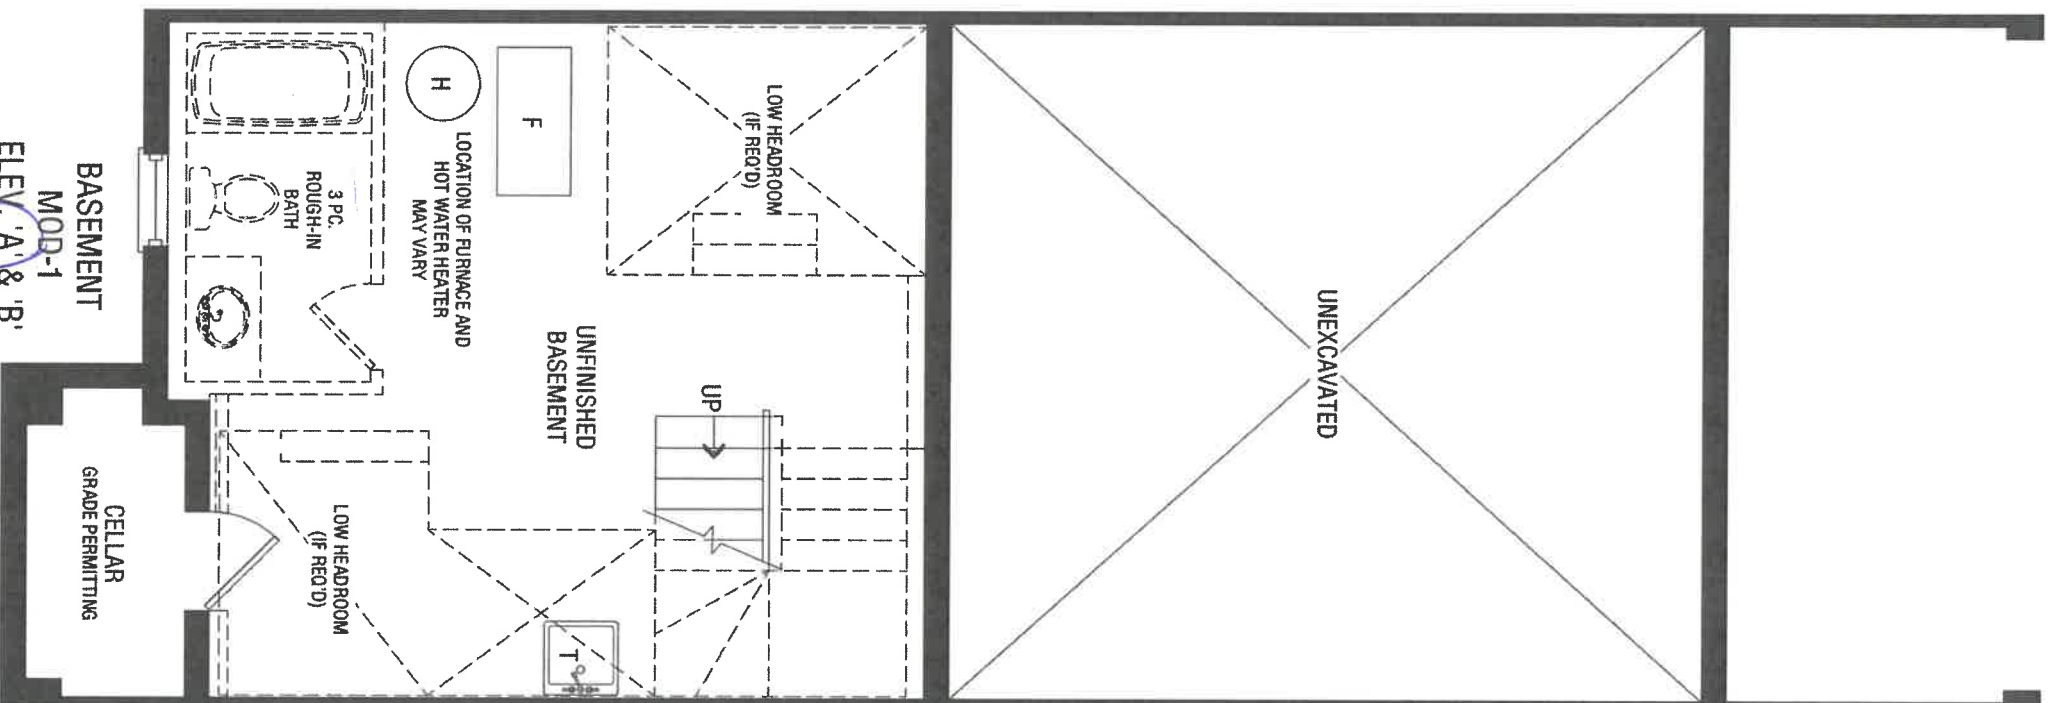 UNEXCAVATED
LOW HEADROOM
(IF REQ'D)
F
H
LOCATION OF FURNACE AND
HOT WATER HEATER
MAY VARY
3 PC.
ROUGH-IN
BATH
UNFINISHED
BASEMENT
UP
LOW HEADROOM
(IF REQ'D)
T
CELLAR
GRADE PERMITTING
BASEMENT
MOD-1
ELEV. 'A' & 'B'